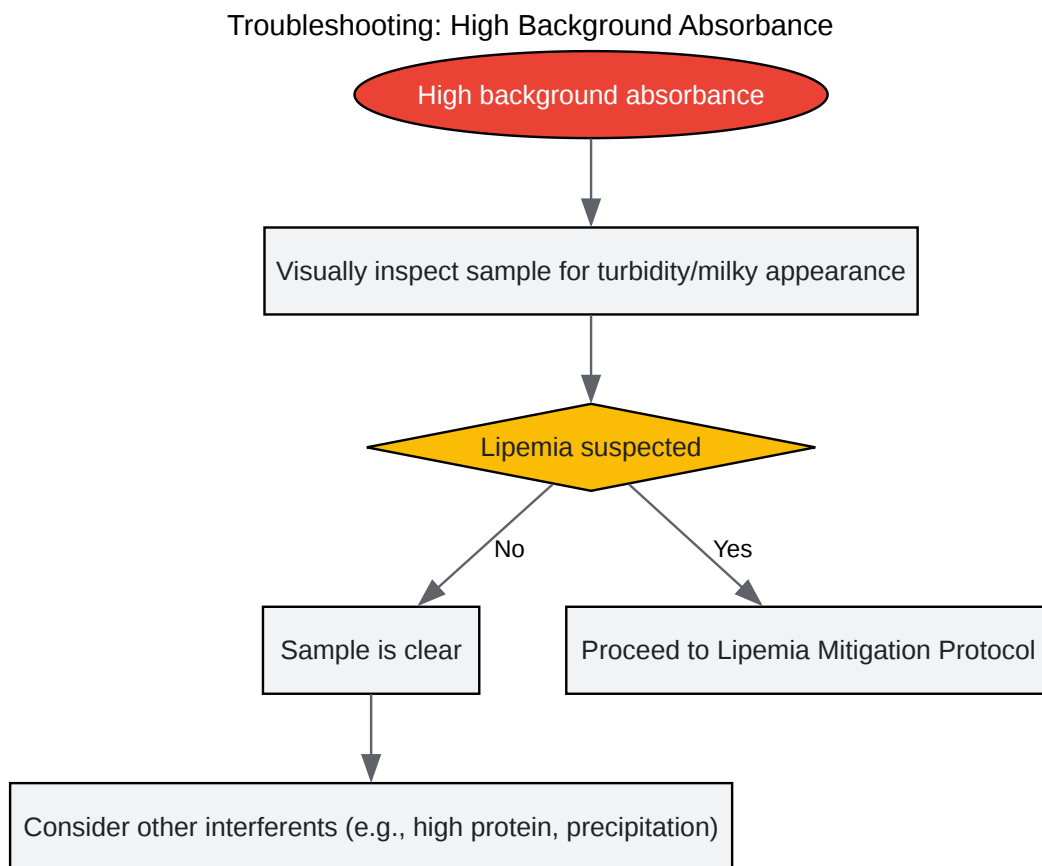 Troubleshooting: High Background Absorbance
High background absorbance
Visually inspect sample for turbidity/milky appearance
Lipemia suspected
No
Yes
Sample is clear
Proceed to Lipemia Mitigation Protocol
Consider other interferents (e.g., high protein, precipitation)